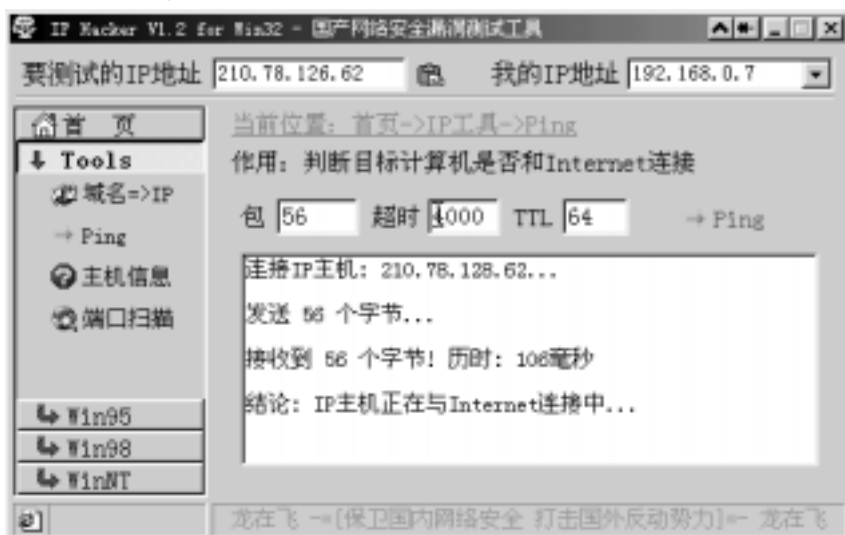 IP Hacker V1.2 for Win32 - 国产网络安全漏洞测试工具
要测试的IP地址 210.78.126.62 我的IP地址 192.168.0.7
首 页
当前位置: 首页->IP工具->Ping
Tools
作用: 判断目标计算机是否和Internet连接
域名=>IP
包 56 超时 4000 TTL 64 → Ping
→ Ping
主机信息
端口扫描
连接IP主机: 210.78.128.62...
发送 56 个字节...
接收到 56 个字节! 历时: 106毫秒
结论: IP主机正在与Internet连接中...
Win95
Win98
WinNT
龙在飞 -=[保卫国内网络安全 打击国外反动势力]=- 龙在飞